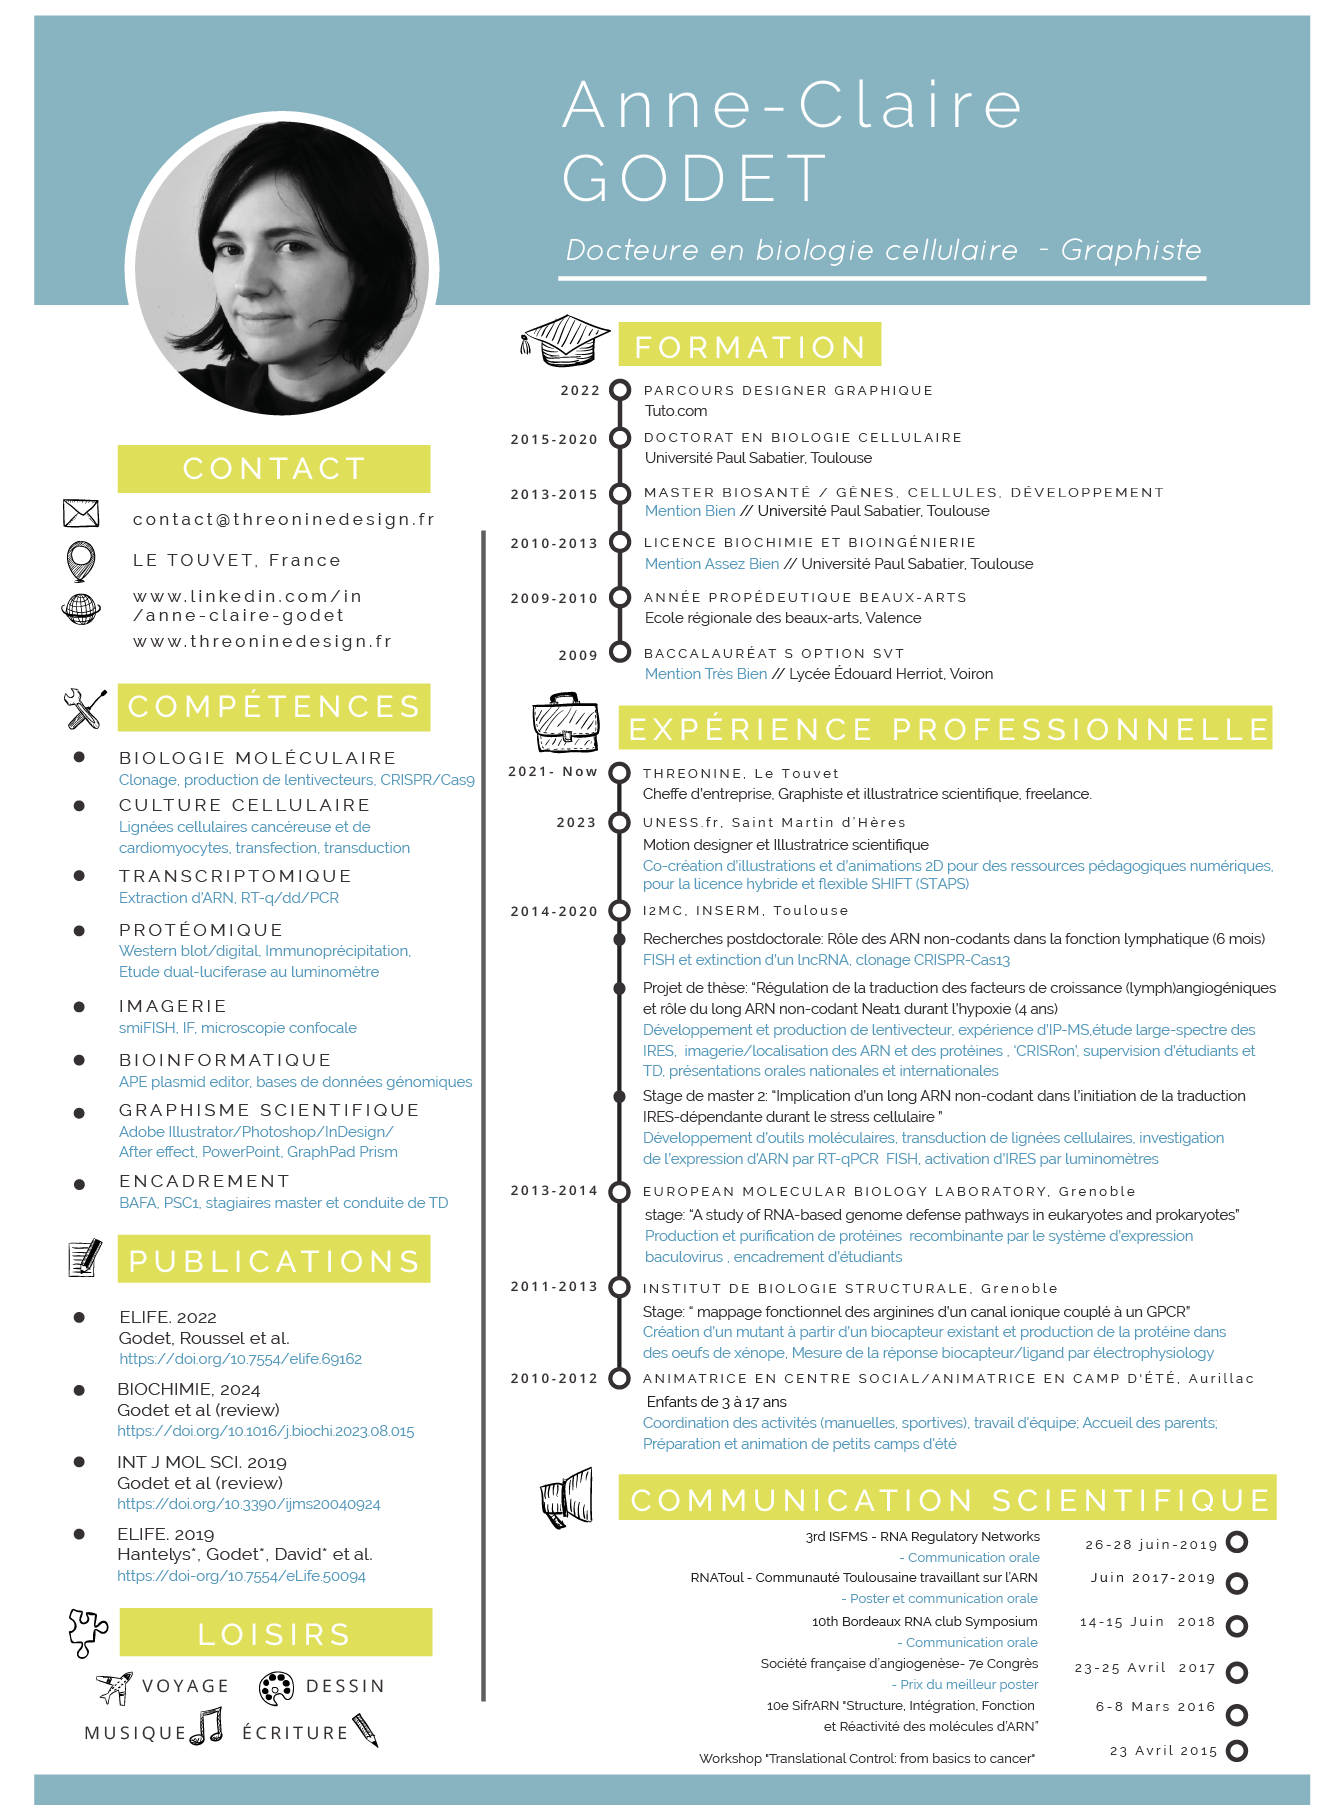 Anne-Claire
GODET
Docteure en biologie cellulaire - Graphiste
CONTACT
contact@threoninedesign.fr
LE TOUVET, France
www.linkedin.com/in
/anne-claire-godet
www.threoninedesign.fr
COMPÉTENCES
BIOLOGIE MOLÉCULAIRE
Clonage, production de lentivecteurs, CRISPR/Cas9
CULTURE CELLULAIRE
Lignées cellulaires cancéreuse et de
cardiomyocytes, transfection, transduction
TRANSCRIPTOMIQUE
Extraction d'ARN, RT-q/dd/PCR
PROTÉOMIQUE
Western blot/digital, Immunoprécipitation,
Etude dual-luciferase au luminomètre
IMAGERIE
smiFISH, IF, microscopie confocale
BIOINFORMATIQUE
APE plasmid editor, bases de données génomiques
GRAPHISME SCIENTIFIQUE
Adobe Illustrator/Photoshop/InDesign/
After effect, PowerPoint, GraphPad Prism
ENCADREMENT
BAFA, PSC1, stagiaires master et conduite de TD
PUBLICATIONS
ELIFE. 2022
Godet, Roussel et al.
https://doi.org/10.7554/elife.69162
BIOCHIMIE, 2024
Godet et al (review)
https://doi.org/10.1016/j.biochi.2023.08.015
INT J MOL SCI. 2019
Godet et al (review)
https://doi.org/10.3390/ijms20040924
ELIFE. 2019
Hantelys*, Godet*, David* et al.
https://doi-org/10.7554/eLife.50094
LOISIRS
VOYAGE DESSIN
MUSIQUE ÉCRITURE
FORMATION
2022 PARCOURS DESIGNER GRAPHIQUE
Tuto.com
2015-2020 DOCTORAT EN BIOLOGIE CELLULAIRE
Université Paul Sabatier, Toulouse
2013-2015 MASTER BIOSANTÉ / GÉNES, CELLULES, DÉVELOPPEMENT
Mention Bien // Université Paul Sabatier, Toulouse
2010-2013 LICENCE BIOCHIMIE ET BIOINGÉNIERIE
Mention Assez Bien // Université Paul Sabatier, Toulouse
2009-2010 ANNÉE PROPÉDEUTIQUE BEAUX-ARTS
Ecole régionale des beaux-arts, Valence
2009 BACCALAURÉAT S OPTION SVT
Mention Très Bien // Lycée Édouard Herriot, Voiron
EXPÉRIENCE PROFESSIONNELLE
2021- Now THREONINE, Le Touvet
Cheffe d'entreprise, Graphiste et illustratrice scientifique, freelance.
2023 UNESS.fr, Saint Martin d'Hères
Motion designer et Illustratrice scientifique
Co-création d'illustrations et d'animations 2D pour des ressources pédagogiques numériques,
pour la licence hybride et flexible SHIFT (STAPS)
2014-2020 I2MC, INSERM, Toulouse
Recherches postdoctorale: Rôle des ARN non-codants dans la fonction lymphatique (6 mois)
FISH et extinction d'un lncRNA, clonage CRISPR-Cas13
Projet de thèse: “Régulation de la traduction des facteurs de croissance (lymph)angiogéniques
et rôle du long ARN non-codant Neat1 durant l'hypoxie (4 ans)
Développement et production de lentivecteur, expérience d'IP-MS,étude large-spectre des
IRES, imagerie/localisation des ARN et des protéines , ‘CRISRon’, supervision d'étudiants et
TD, présentations orales nationales et internationales
Stage de master 2: “Implication d'un long ARN non-codant dans l'initiation de la traduction
IRES-dépendante durant le stress cellulaire ”
Développement d'outils moléculaires, transduction de lignées cellulaires, investigation
de l'expression d'ARN par RT-qPCR FISH, activation d'IRES par luminomètres
2013-2014 EUROPEAN MOLECULAR BIOLOGY LABORATORY, Grenoble
stage: “A study of RNA-based genome defense pathways in eukaryotes and prokaryotes”
Production et purification de protéines recombinante par le système d'expression
baculovirus , encadrement d'étudiants
2011-2013 INSTITUT DE BIOLOGIE STRUCTURALE, Grenoble
Stage: “ mappage fonctionnel des arginines d'un canal ionique couplé à un GPCR”
Création d'un mutant à partir d'un biocapteur existant et production de la protéine dans
des oeufs de xénope, Mesure de la réponse biocapteur/ligand par électrophysiology
2010-2012 ANIMATRICE EN CENTRE SOCIAL/ANIMATRICE EN CAMP D'ÉTÉ, Aurillac
Enfants de 3 à 17 ans
Coordination des activités (manuelles, sportives), travail d'équipe; Accueil des parents;
Préparation et animation de petits camps d'été
COMMUNICATION SCIENTIFIQUE
3rd ISFMS - RNA Regulatory Networks 26-28 juin-2019
- Communication orale
RNAToul - Communauté Toulousaine travaillant sur l'ARN Juin 2017-2019
- Poster et communication orale
10th Bordeaux RNA club Symposium 14-15 Juin 2018
- Communication orale
Société française d'angiogenèse- 7e Congrès 23-25 Avril 2017
- Prix du meilleur poster
10e SifrARN "Structure, Intégration, Fonction 6-8 Mars 2016
et Réactivité des molécules d'ARN"
Workshop "Translational Control: from basics to cancer" 23 Avril 2015